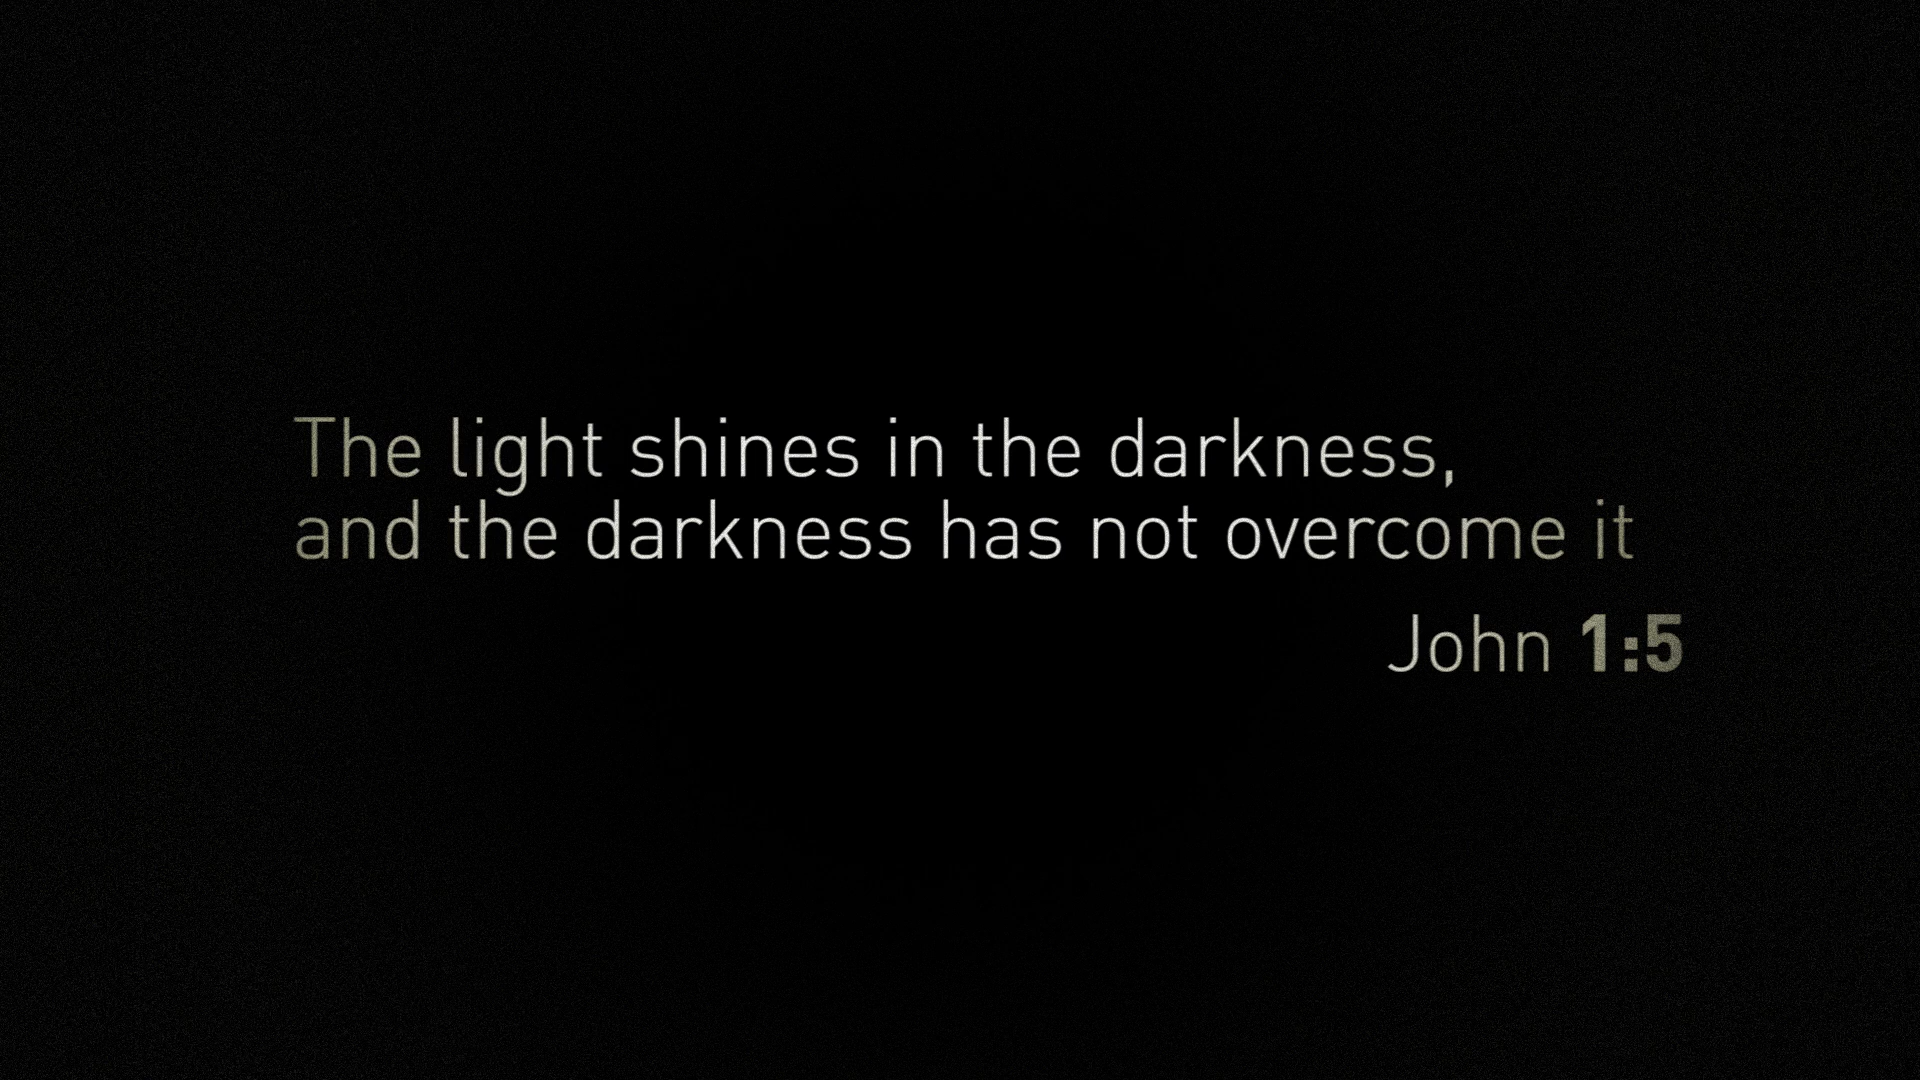 The light shines in the darkness,
and the darkness has not overcome it
John 1:5